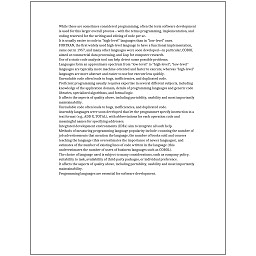 While these are sometimes considered programming, often the term software development
is used for this larger overall process – with the terms programming, implementation, and
coding reserved for the writing and editing of code per se.
It is usually easier to code in "high-level" languages than in "low-level" ones.
FORTRAN, the first widely used high-level language to have a functional implementation,
came out in 1957, and many other languages were soon developed—in particular, COBOL
aimed at commercial data processing, and Lisp for computer research.
Use of a static code analysis tool can help detect some possible problems.
Languages form an approximate spectrum from "low-level" to "high-level"; "low-level"
languages are typically more machine-oriented and faster to execute, whereas "high-level"
languages are more abstract and easier to use but execute less quickly.
Unreadable code often leads to bugs, inefficiencies, and duplicated code.
Proficient programming usually requires expertise in several different subjects, including
knowledge of the application domain, details of programming languages and generic code
libraries, specialized algorithms, and formal logic.
It affects the aspects of quality above, including portability, usability and most importantly
maintainability.
Unreadable code often leads to bugs, inefficiencies, and duplicated code.
Assembly languages were soon developed that let the programmer specify instruction in a
text format (e.g., ADD X, TOTAL), with abbreviations for each operation code and
meaningful names for specifying addresses.
Integrated development environments (IDEs) aim to integrate all such help.
Methods of measuring programming language popularity include: counting the number of
job advertisements that mention the language, the number of books sold and courses
teaching the language (this overestimates the importance of newer languages), and
estimates of the number of existing lines of code written in the language (this
underestimates the number of users of business languages such as COBOL).
The choice of language used is subject to many considerations, such as company policy,
suitability to task, availability of third-party packages, or individual preference.
It affects the aspects of quality above, including portability, usability and most importantly
maintainability.
Programming languages are essential for software development.